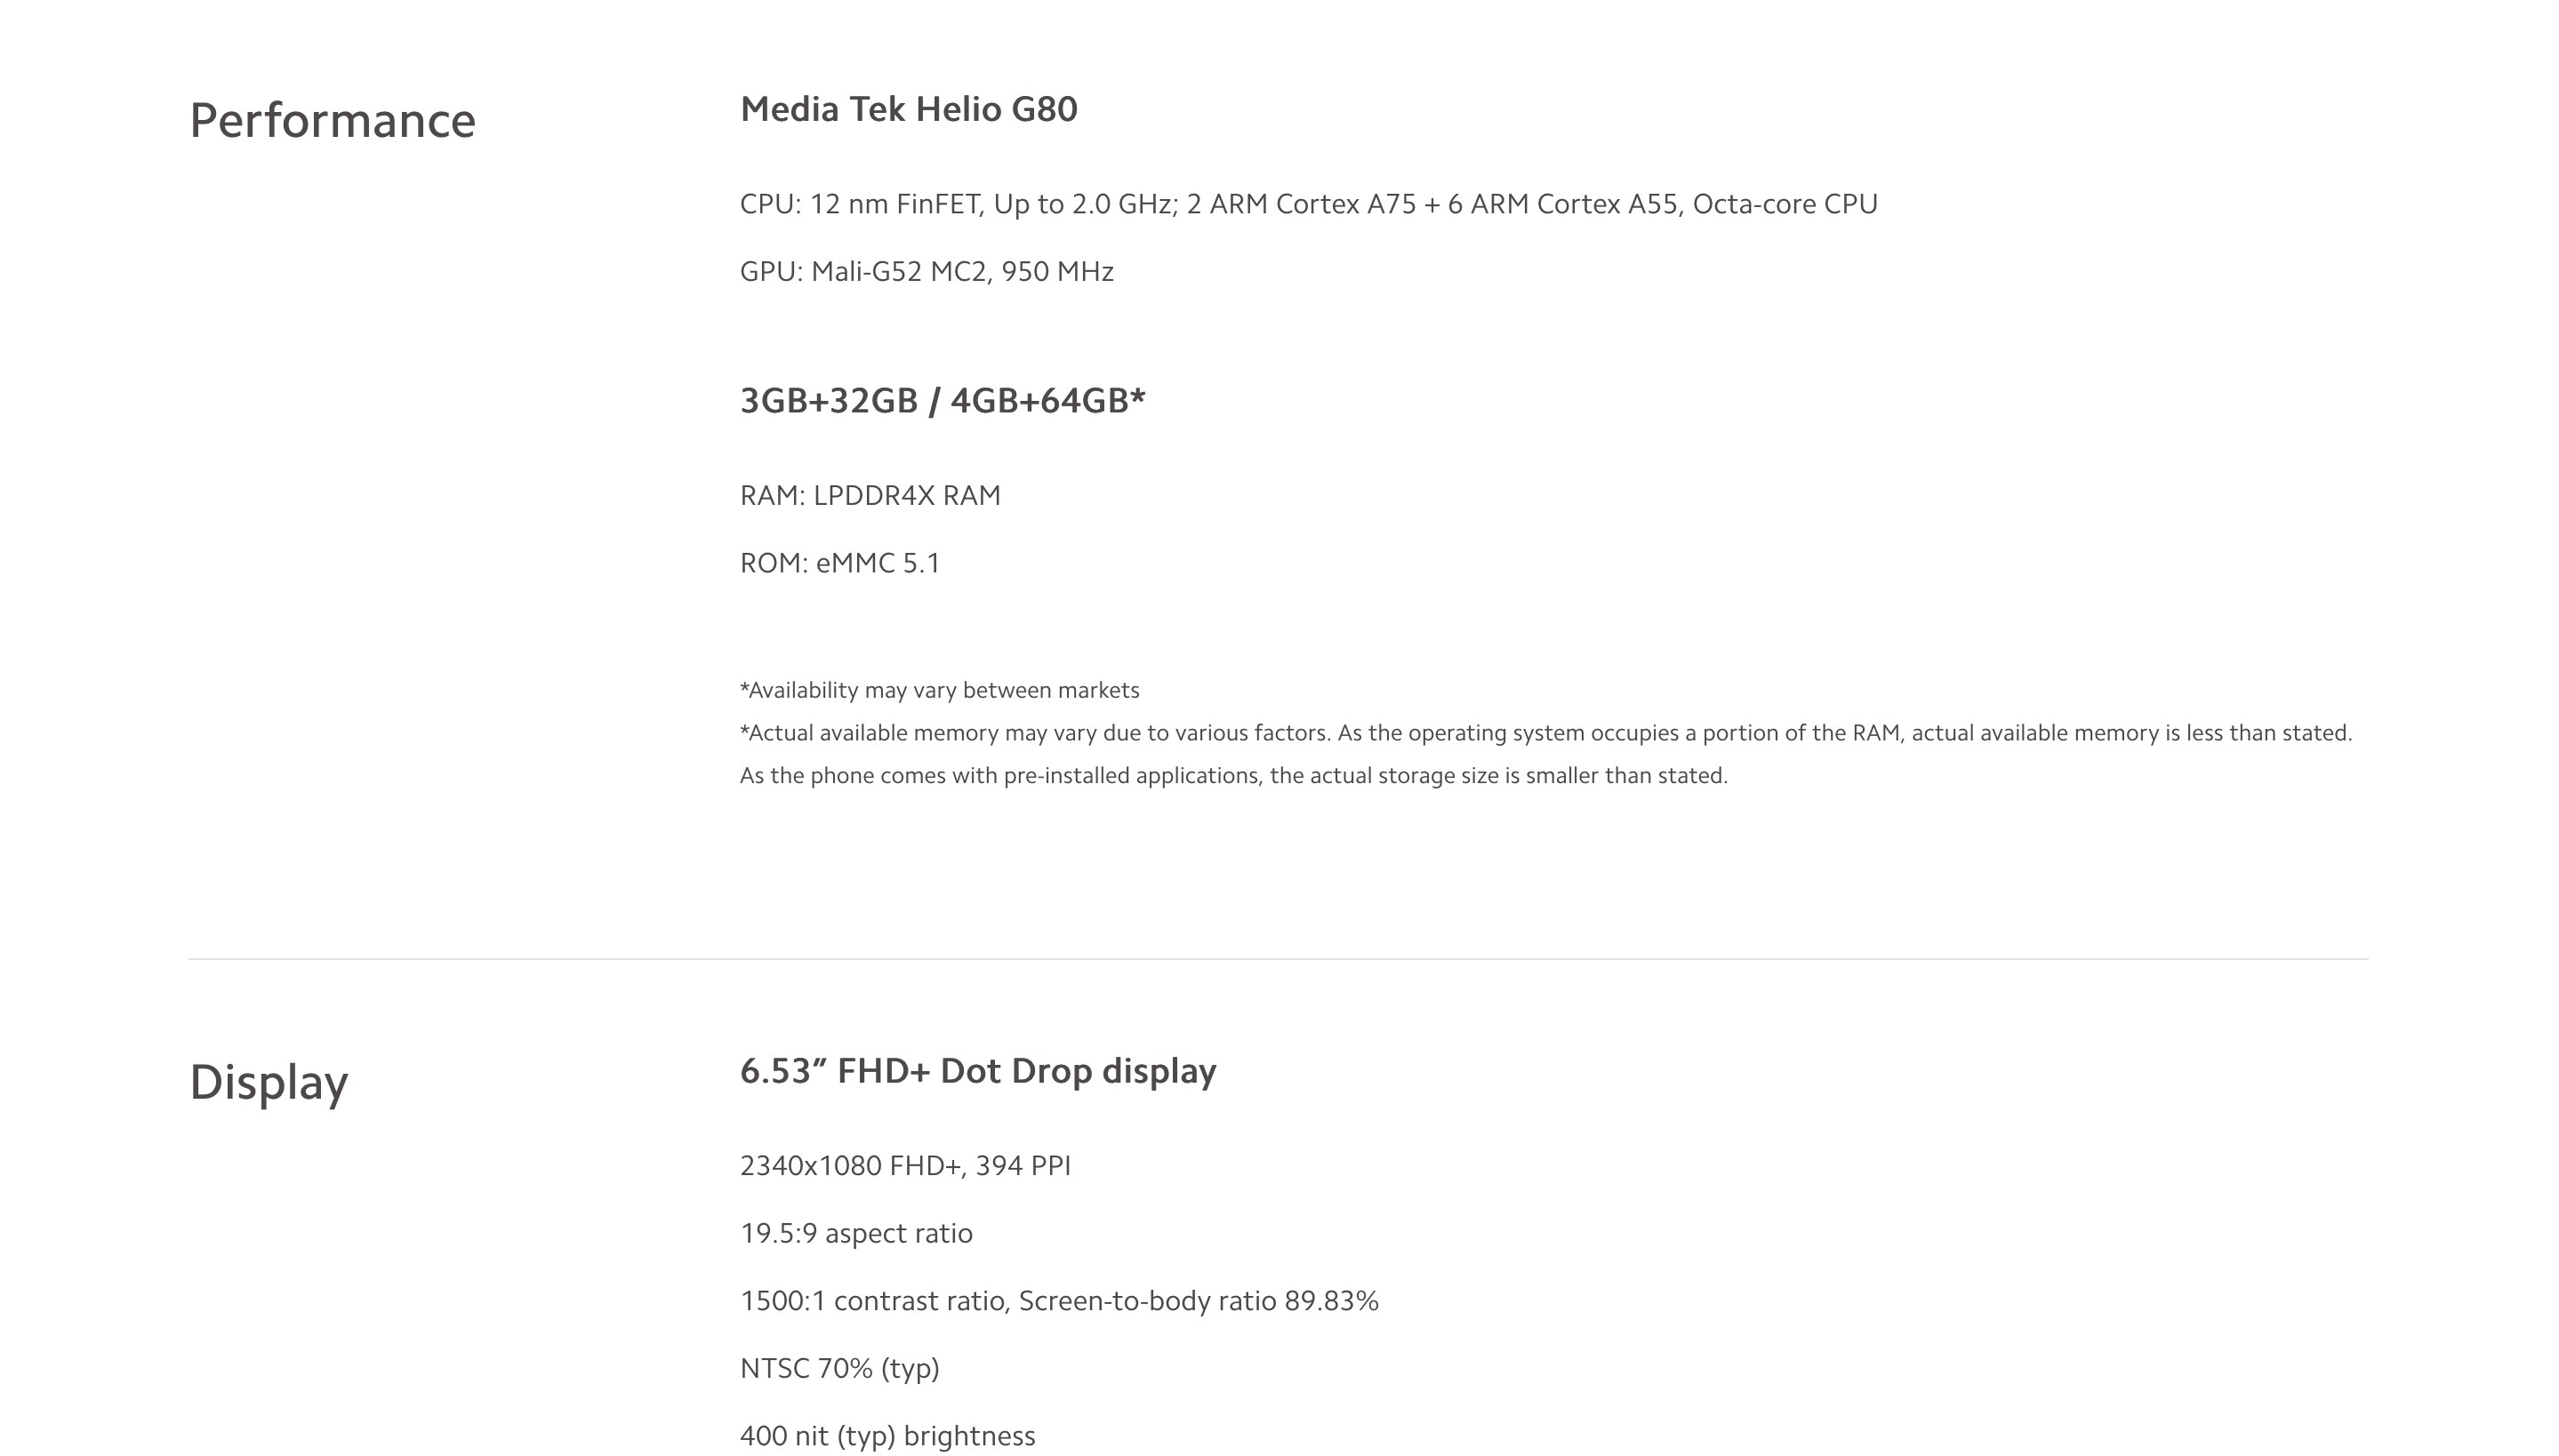 Performance
Media Tek Helio G80
CPU: 12 nm FinFET, Up to 2.0 GHz; 2 ARM Cortex A75 + 6 ARM Cortex A55, Octa-core CPU
GPU: Mali-G52 MC2, 950 MHz
3GB+32GB / 4GB+64GB*
RAM: LPDDR4X RAM
ROM: eMMC 5.1
*Availability may vary between markets
*Actual available memory may vary due to various factors. As the operating system occupies a portion of the RAM, actual available memory is less than stated.
As the phone comes with pre-installed applications, the actual storage size is smaller than stated.
Display
6.53″ FHD+ Dot Drop display
2340x1080 FHD+, 394 PPI
19.5:9 aspect ratio
1500:1 contrast ratio, Screen-to-body ratio 89.83%
NTSC 70% (typ)
400 nit (typ) brightness